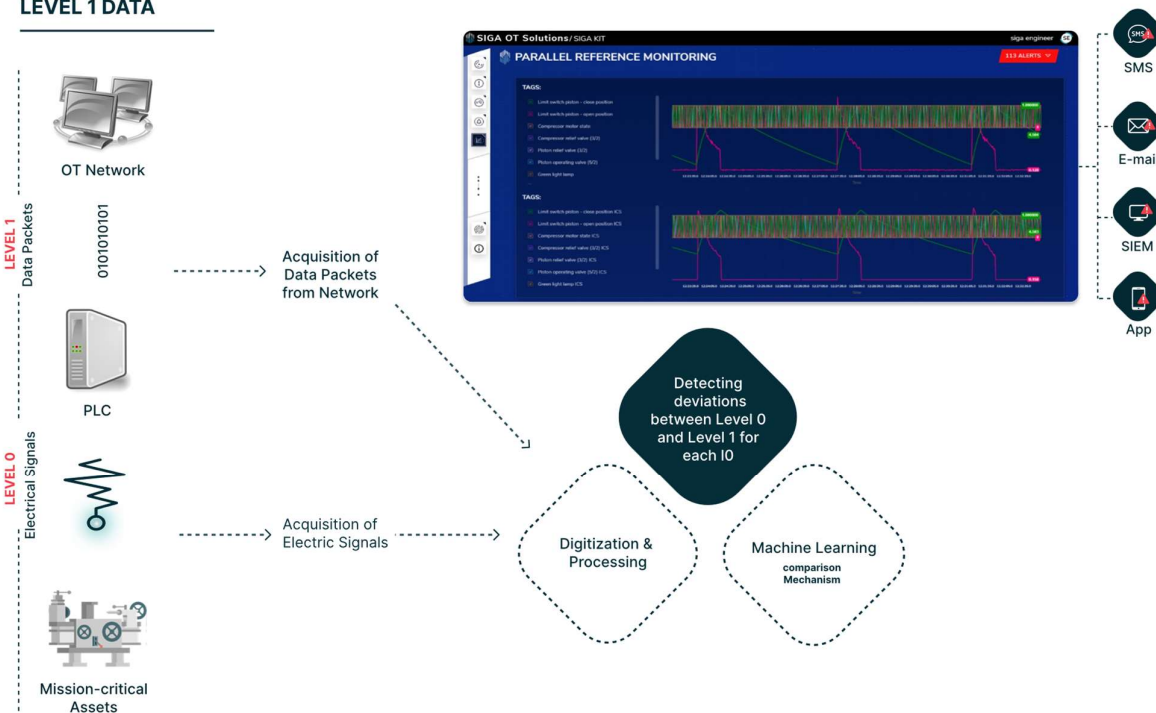 LEVEL 1 DATA
OT Network
LEVEL 1
Data Packets
0101010101
PLC
LEVEL 0
Electrical Signals
Mission-critical
Assets
Acquisition of
Data Packets
from Network
Acquisition of
Electric Signals
SIGA OT Solutions/SIGA KIT
siga engineer
SE
PARALLEL REFERENCE MONITORING
113 ALERTS
TAGS:
Limit switch piston - close position
Limit switch piston - open position
Compressor motor state
Compressor relief valve (3/2)
Piston relief valve (3/2)
Piston operating valve (5/2)
Green light lamp
TAGS:
Limit switch piston - close position ICS
Limit switch piston - open position ICS
Compressor motor state ICS
Compressor relief valve (3/2) ICS
Piston relief valve (3/2) ICS
Piston operating valve (5/2) ICS
Green light lamp ICS
SMS
SMS
E-mai
SIEM
App
Detecting
deviations
between Level 0
and Level 1 for
each I0
Digitization &
Processing
Machine Learning
comparison
Mechanism